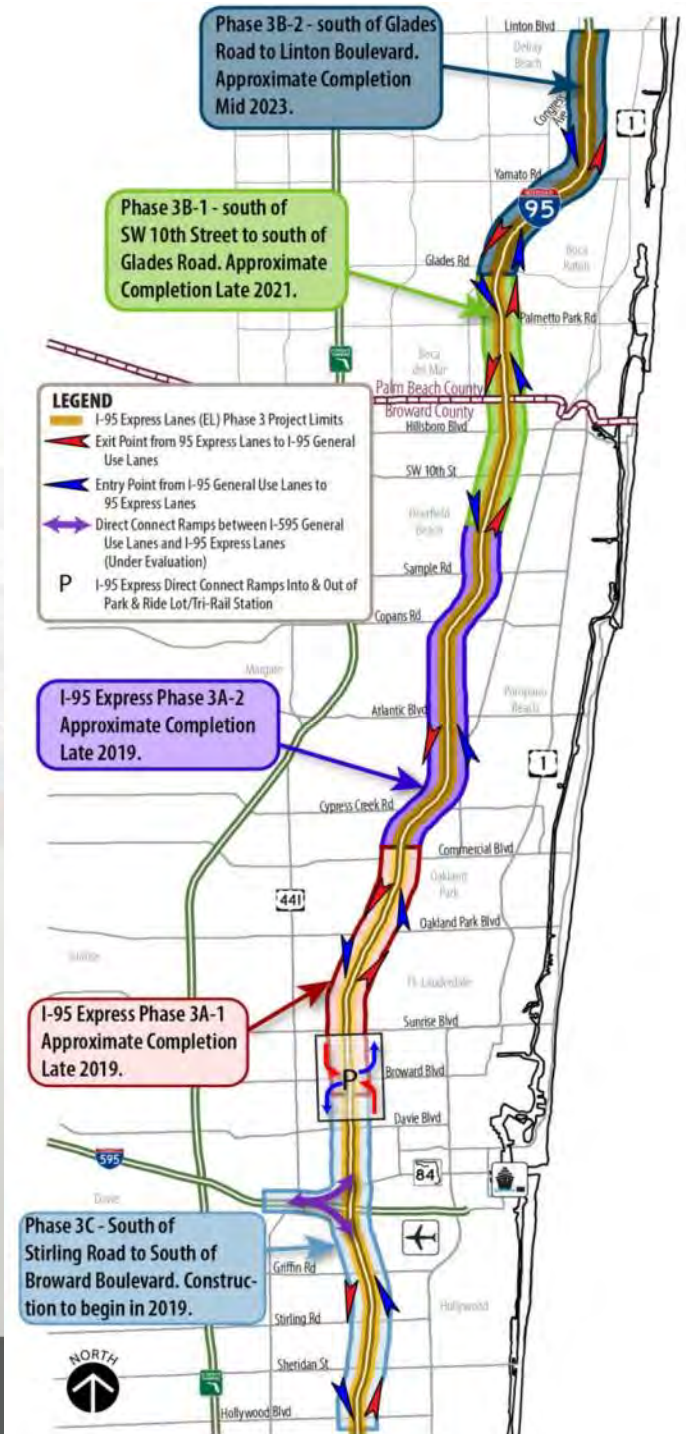 Phase 3B-2 - south of Glades
Road to Linton Boulevard.
Approximate Completion
Mid 2023.
Linton Blvd
Delray
Beach
Congress
Ave
1
Yamato Rd
95
Phase 3B-1 - south of
SW 10th Street to south of
Glades Road. Approximate
Completion Late 2021.
Glades Rd
Boca
Raton
Palmetto Park Rd
Boca
del Mar
Palm Beach County
Broward County
Hillsboro Blvd
SW 10th St
Deerfield
Beach
LEGEND
I-95 Express Lanes (EL) Phase 3 Project Limits
Exit Point from 95 Express Lanes to I-95 General
Use Lanes
Entry Point from I-95 General Use Lanes to
95 Express Lanes
Direct Connect Ramps between I-595 General
Use Lanes and I-95 Express Lanes
(Under Evaluation)
P I-95 Express Direct Connect Ramps Into & Out of
Park & Ride Lot/Tri-Rail Station
Sample Rd
Copans Rd
Margate
I-95 Express Phase 3A-2
Approximate Completion
Late 2019.
Atlantic Blvd
Pompano
Beach
1
Cypress Creek Rd
Commercial Blvd
Oakland
Park
441
Oakland Park Blvd
Sunrise
Ft. Lauderdale
I-95 Express Phase 3A-1
Approximate Completion
Late 2019.
Sunrise Blvd
P
Broward Blvd
Davie Blvd
595
84
Davie
Phase 3C - South of
Stirling Road to South of
Broward Boulevard. Construc-
tion to begin in 2019.
Griffin Rd
Hollywood
Stirling Rd
Sheridan St
NORTH
Hollywood Blvd